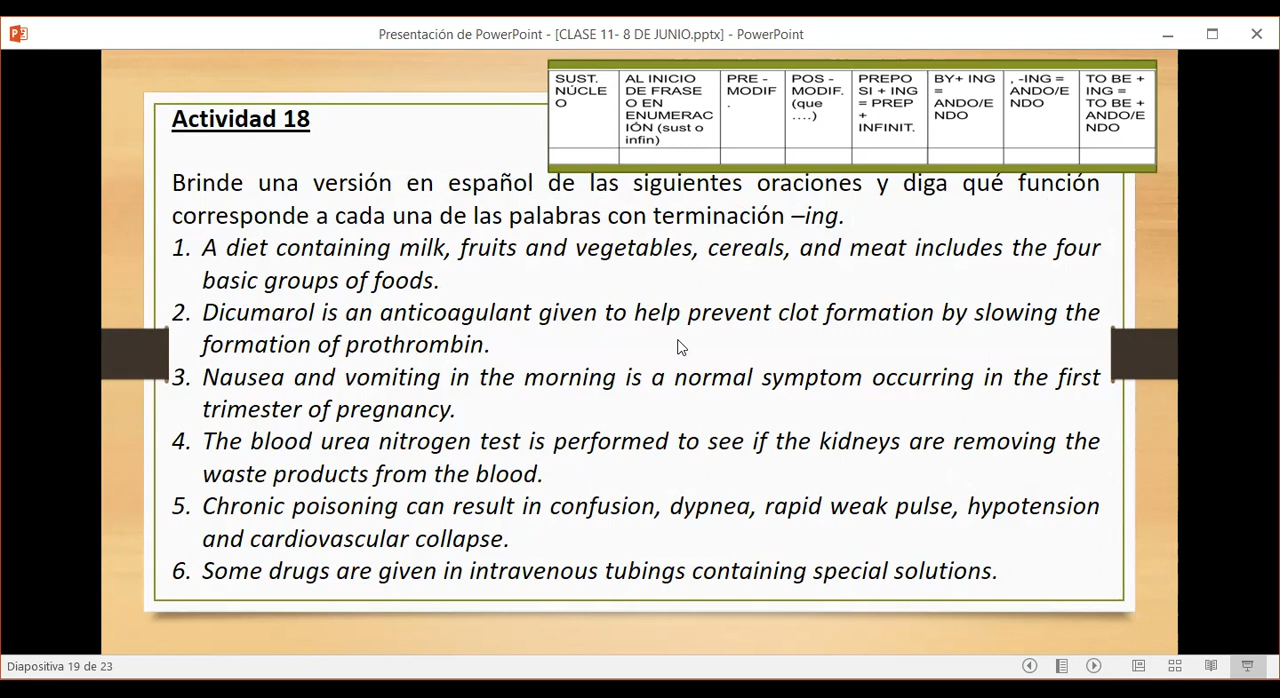 Presentación de PowerPoint - [CLASE 11- 8 DE JUNIO.pptx] - PowerPoint
SUST. NÚCLEO
AL INICIO DE FRASE O EN ENUMERACIÓN (sust o infin)
PRE - MODIF.
POS - MODIF. (que ....)
PREPOSI + ING = PREP + INFINIT.
BY+ ING = ANDO/ENDO
, -ING = ANDO/ENDO
TO BE + ING = TO BE + ANDO/ENDO
Actividad 18
Brinde una versión en español de las siguientes oraciones y diga qué función
corresponde a cada una de las palabras con terminación –ing.
1. A diet containing milk, fruits and vegetables, cereals, and meat includes the four
basic groups of foods.
2. Dicumarol is an anticoagulant given to help prevent clot formation by slowing the
formation of prothrombin.
3. Nausea and vomiting in the morning is a normal symptom occurring in the first
trimester of pregnancy.
4. The blood urea nitrogen test is performed to see if the kidneys are removing the
waste products from the blood.
5. Chronic poisoning can result in confusion, dypnea, rapid weak pulse, hypotension
and cardiovascular collapse.
6. Some drugs are given in intravenous tubings containing special solutions.
Diapositiva 19 de 23